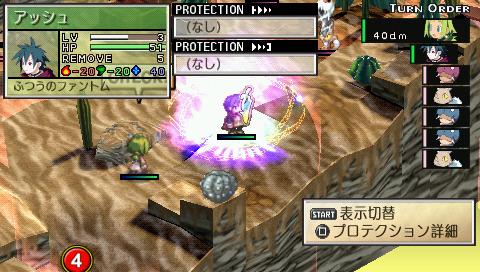 アッシュ
LV 3
HP 51
REMOVE 5
-20 -20 40
ふつうのファントム
PROTECTION
(なし)
PROTECTION
(なし)
TURN ORDER
40dm
START 表示切替
プロテクション詳細
4